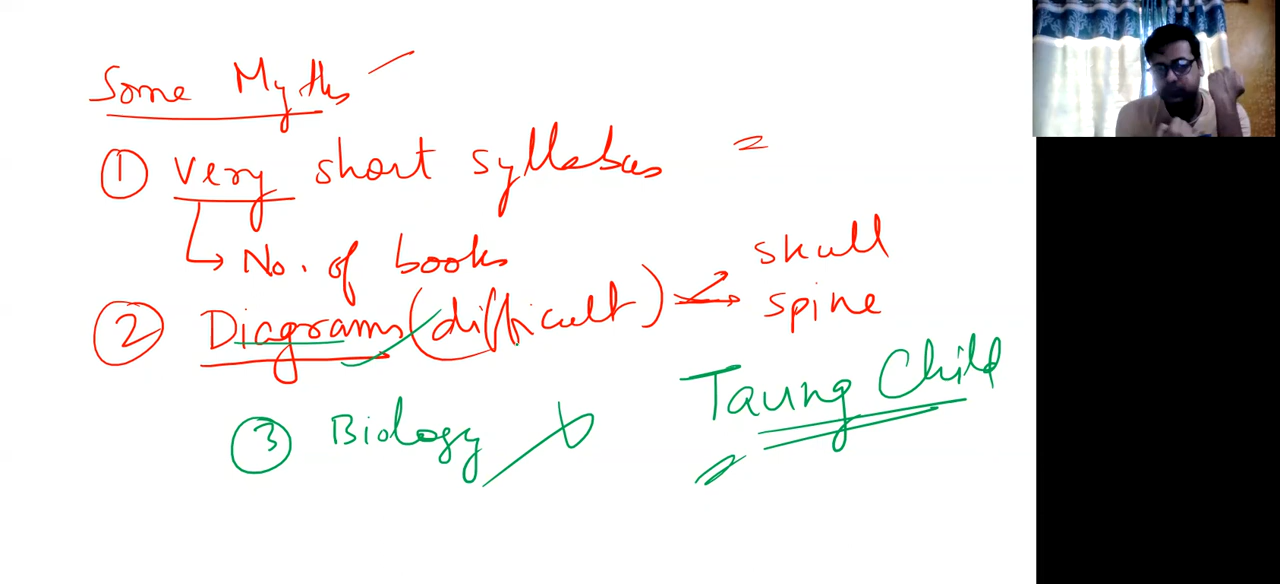 Some Myths
① Very short syllabus
No. of books
② Diagrams (difficult)
skull
spine
③ Biology
Taung Child